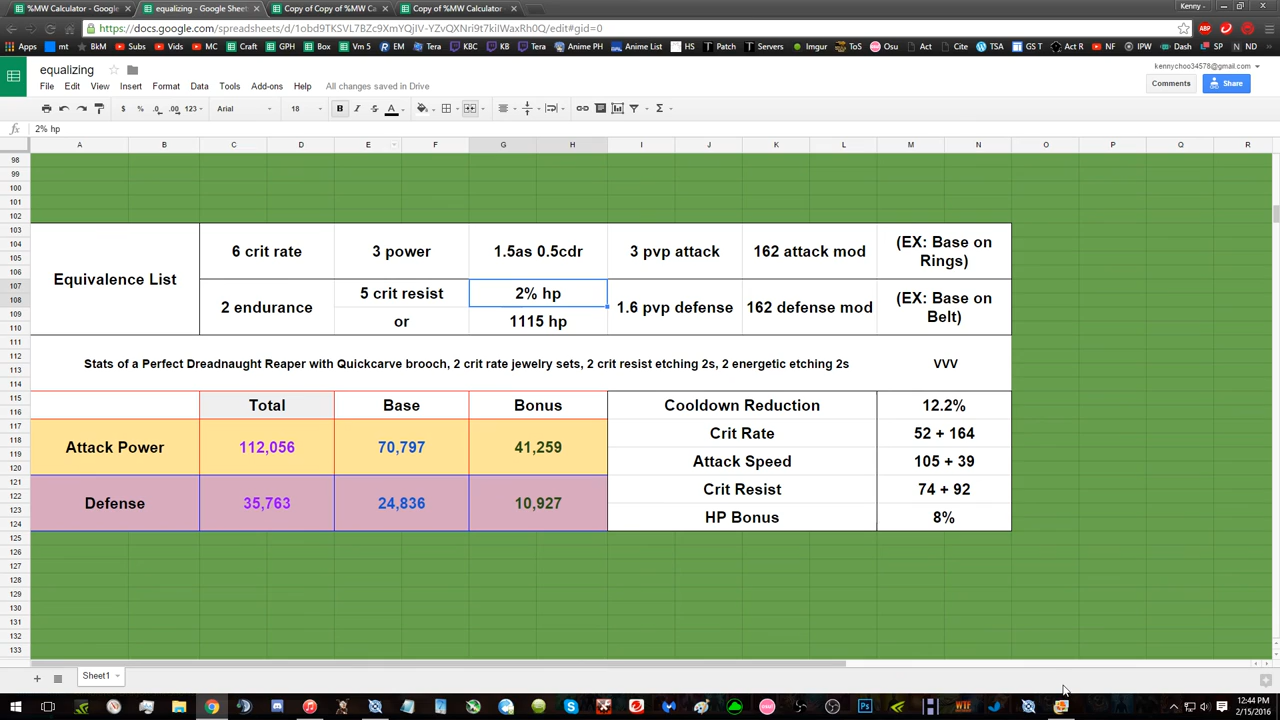 %MW Calculator - Google
equalizing - Google Sheet
Copy of Copy of %MW Ca
Copy of %MW Calculator
Kenny
https://docs.google.com/spreadsheets/d/1obd9TKSVL7BZc9XmYQJIV-YZvQXNri9t7kiIWaxRh0Q/edit#gid=0
Apps mt BkM Subs Vids MC Craft GPH Box Vm 5 EM Tera KBC KB Tera Anime FO Anime List HS Patch Servers Imgur ToS Osu Act Cite TSA GS T Act R NF IPW Dash SP ND
equalizing
kennychoo34578@gmail.com
File Edit View Insert Format Data Tools Add-ons Help All changes saved in Drive
Comments Share
$ % .0 .00 123 Arial 18 B I S A
fx 2% hp
A B C D E F G H I J K L M N O P Q R
98
99
100
101
102
103
104
105
106
107
108
109
110
111
112
113
114
115
116
117
118
119
120
121
122
123
124
125
126
127
128
129
130
131
132
133
Equivalence List
6 crit rate 3 power 1.5as 0.5cdr 3 pvp attack 162 attack mod (EX: Base on Rings)
2 endurance 5 crit resist 2% hp 1.6 pvp defense 162 defense mod (EX: Base on Belt)
or 1115 hp
Stats of a Perfect Dreadnaught Reaper with Quickcarve brooch, 2 crit rate jewelry sets, 2 crit resist etching 2s, 2 energetic etching 2s VVV
Total Base Bonus Cooldown Reduction 12.2%
Attack Power 112,056 70,797 41,259 Crit Rate 52 + 164
Attack Speed 105 + 39
Defense 35,763 24,836 10,927 Crit Resist 74 + 92
HP Bonus 8%
Sheet1
12:44 PM
2/15/2016